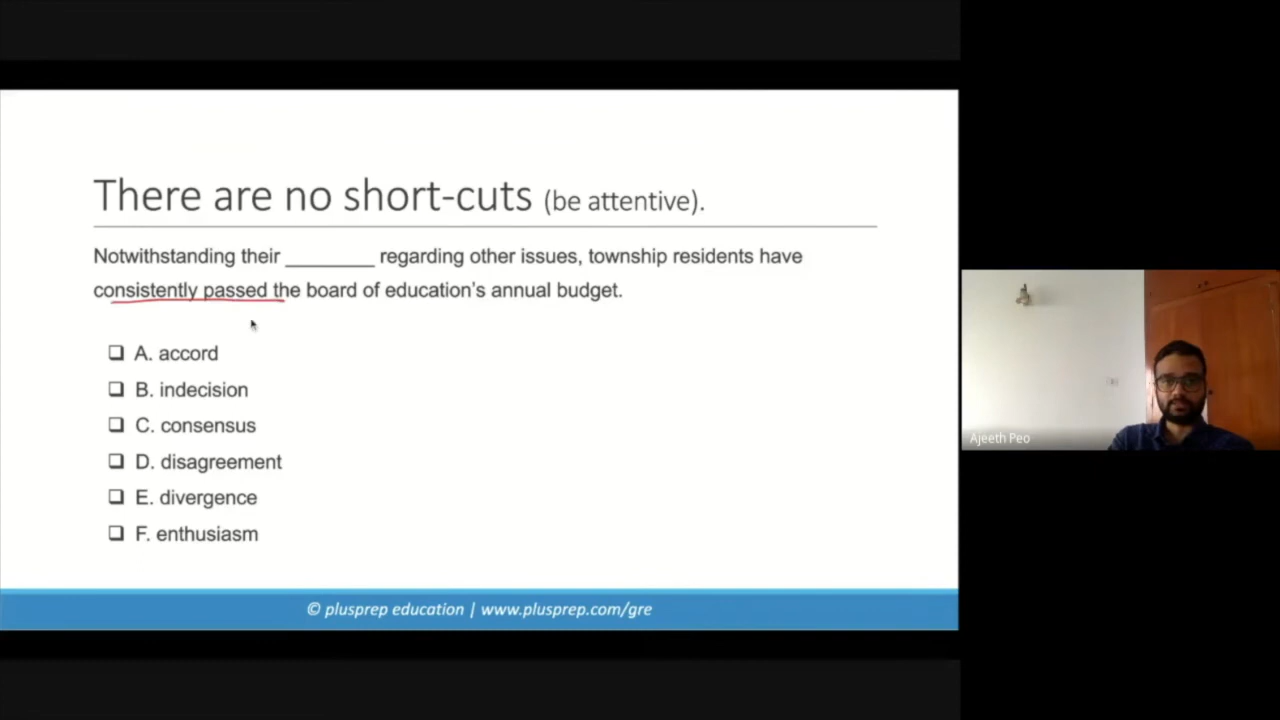 There are no short-cuts (be attentive).
Notwithstanding their ________ regarding other issues, township residents have
consistently passed the board of education's annual budget.
❑ A. accord
❑ B. indecision
❑ C. consensus
❑ D. disagreement
❑ E. divergence
❑ F. enthusiasm
© plusprep education | www.plusprep.com/gre
Ajeeth Peo